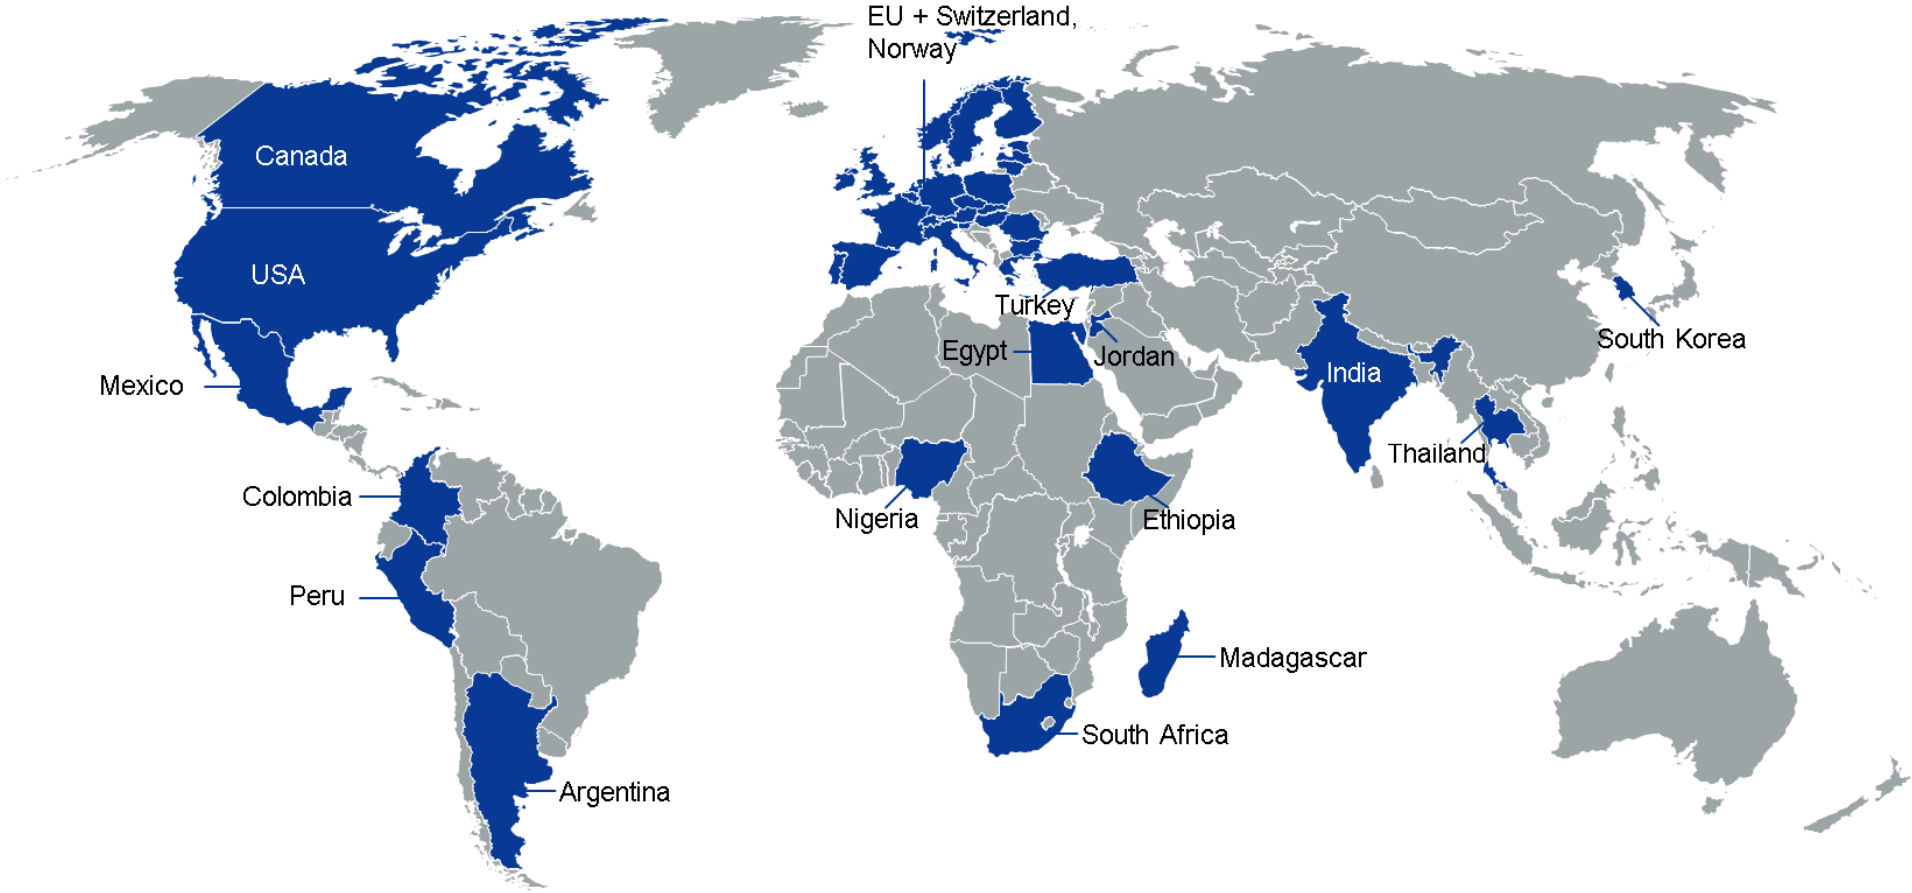 EU + Switzerland,
Norway
Canada
USA
Turkey
Egypt
Jordan
South Korea
India
Mexico
Thailand
Colombia
Nigeria
Ethiopia
Peru
Madagascar
South Africa
Argentina